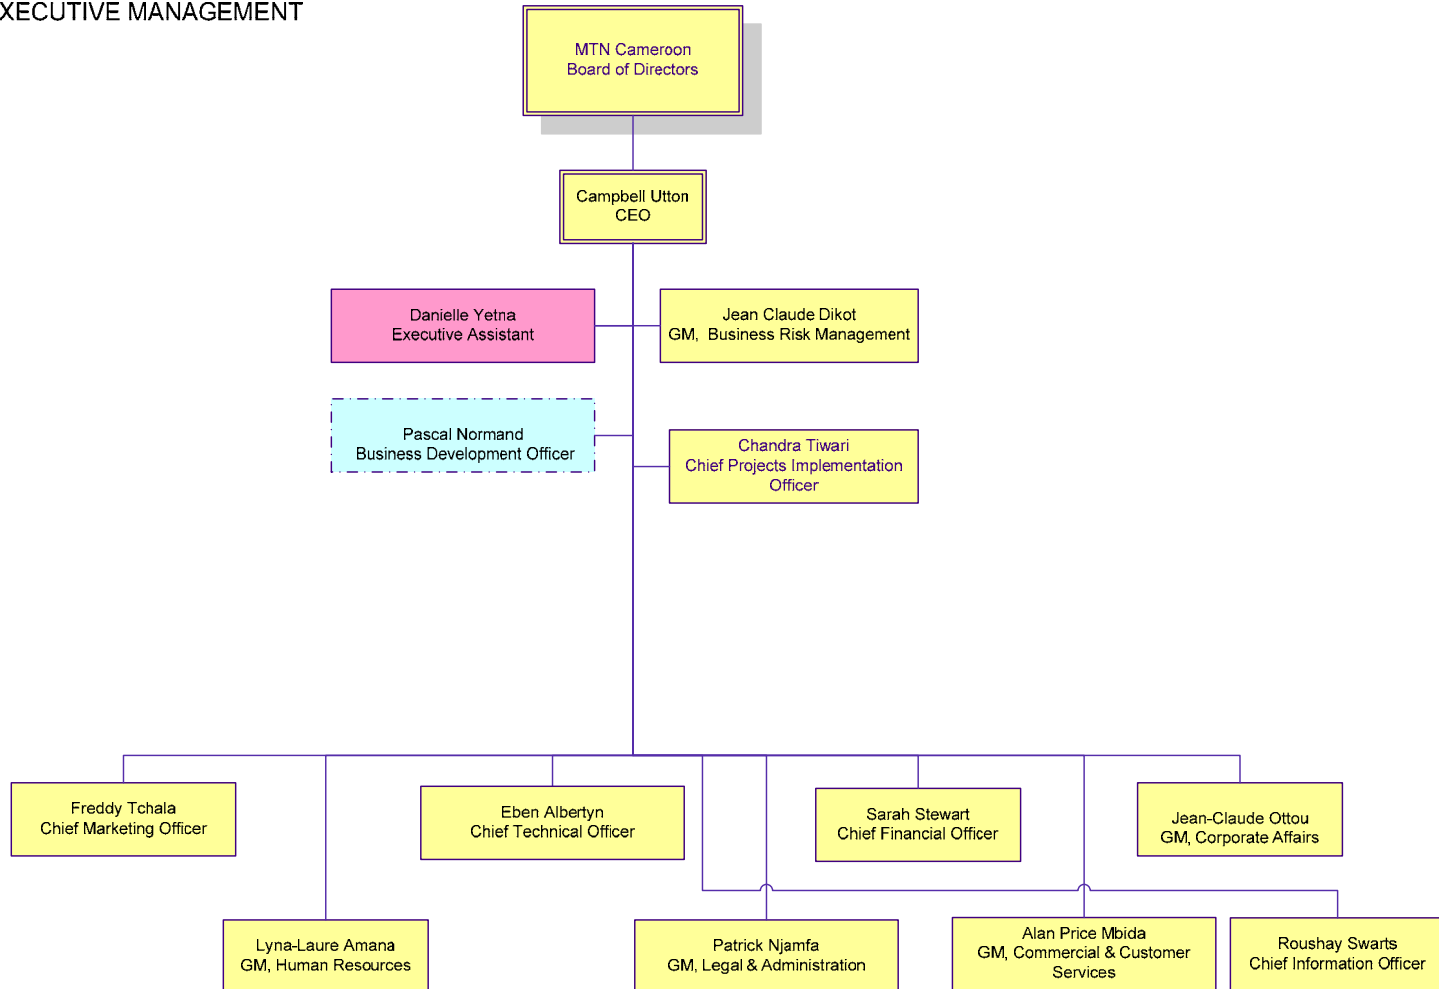 XECUTIVE MANAGEMENT
MTN Cameroon
Board of Directors
Campbell Utton
CEO
Danielle Yetna
Executive Assistant
Jean Claude Dikot
GM, Business Risk Management
Pascal Normand
Business Development Officer
Chandra Tiwari
Chief Projects Implementation
Officer
Freddy Tchala
Chief Marketing Officer
Eben Albertyn
Chief Technical Officer
Sarah Stewart
Chief Financial Officer
Jean-Claude Ottou
GM, Corporate Affairs
Lyna-Laure Amana
GM, Human Resources
Patrick Njamfa
GM, Legal & Administration
Alan Price Mbida
GM, Commercial & Customer
Services
Roushay Swarts
Chief Information Officer